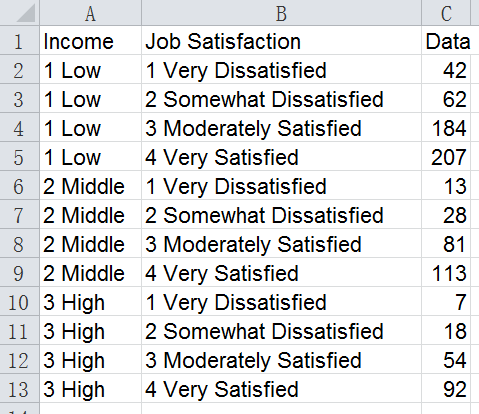 A B C
1 Income Job Satisfaction Data
2 1 Low 1 Very Dissatisfied 42
3 1 Low 2 Somewhat Dissatisfied 62
4 1 Low 3 Moderately Satisfied 184
5 1 Low 4 Very Satisfied 207
6 2 Middle 1 Very Dissatisfied 13
7 2 Middle 2 Somewhat Dissatisfied 28
8 2 Middle 3 Moderately Satisfied 81
9 2 Middle 4 Very Satisfied 113
10 3 High 1 Very Dissatisfied 7
11 3 High 2 Somewhat Dissatisfied 18
12 3 High 3 Moderately Satisfied 54
13 3 High 4 Very Satisfied 92